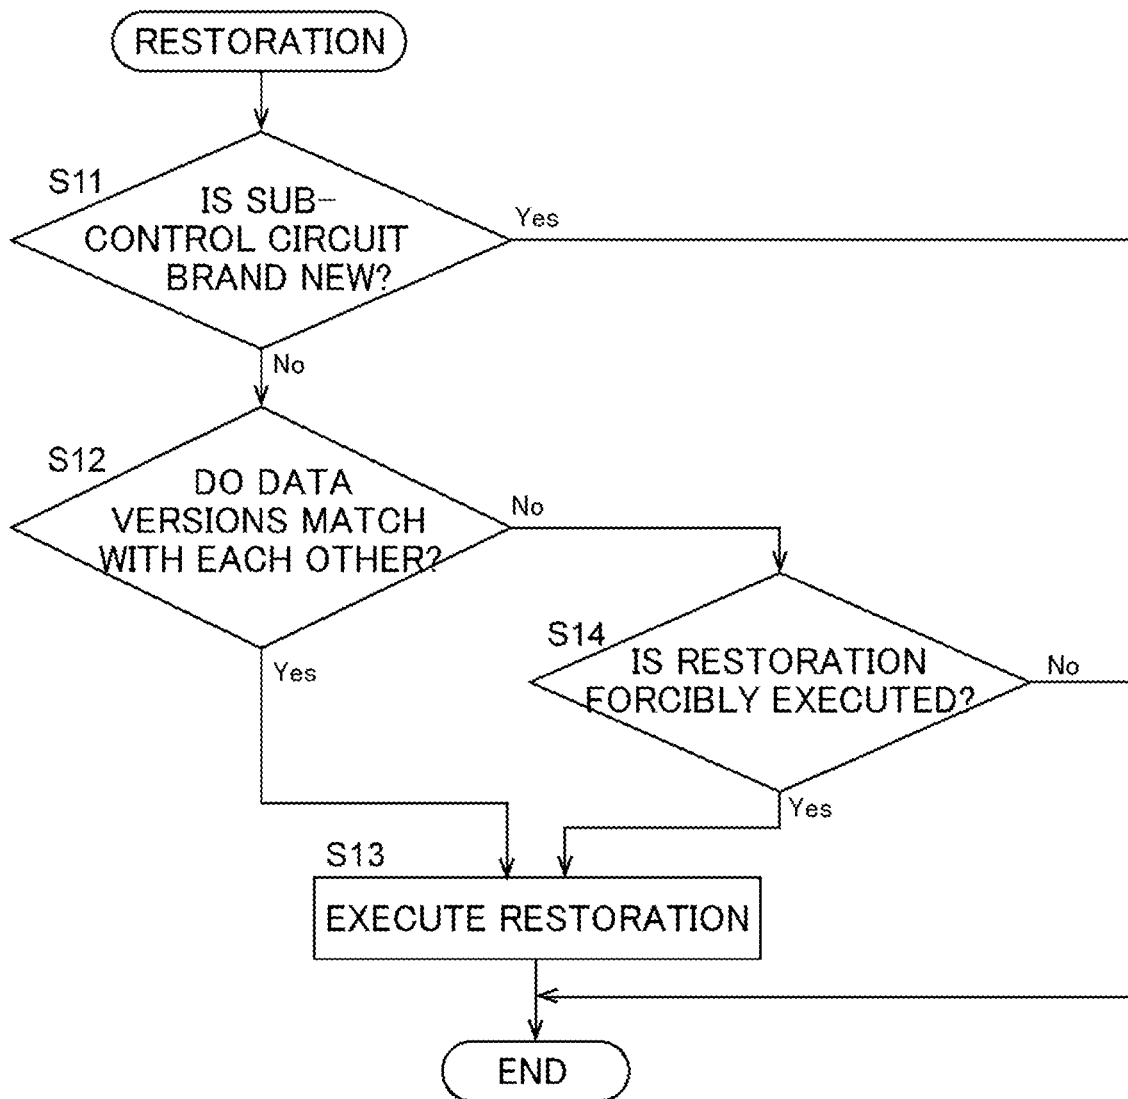 RESTORATION
S11
IS SUB-
CONTROL CIRCUIT
BRAND NEW?
Yes
No
S12
DO DATA
VERSIONS MATCH
WITH EACH OTHER?
No
Yes
S14
IS RESTORATION
FORCIBLY EXECUTED?
No
Yes
S13
EXECUTE RESTORATION
END